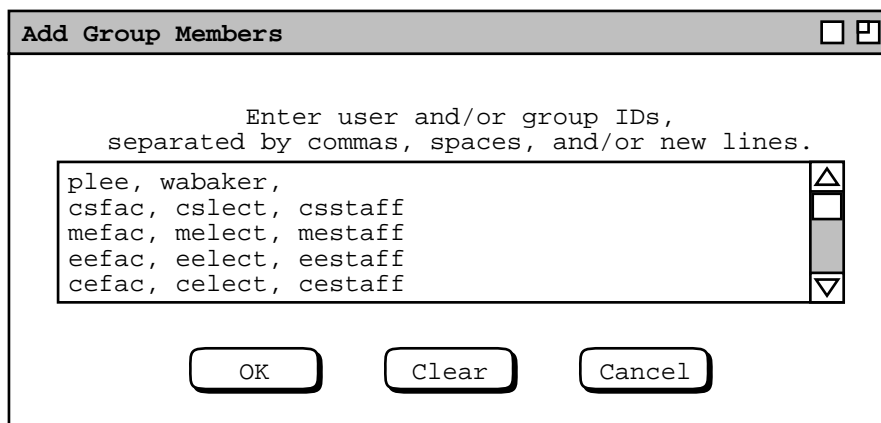 Add Group Members
Enter user and/or group IDs,
separated by commas, spaces, and/or new lines.
plee, wabaker,
csfac, cslect, csstaff
mefac, melect, mestaff
eefac, eelect, eestaff
cefac, celect, cestaff
OK Clear Cancel